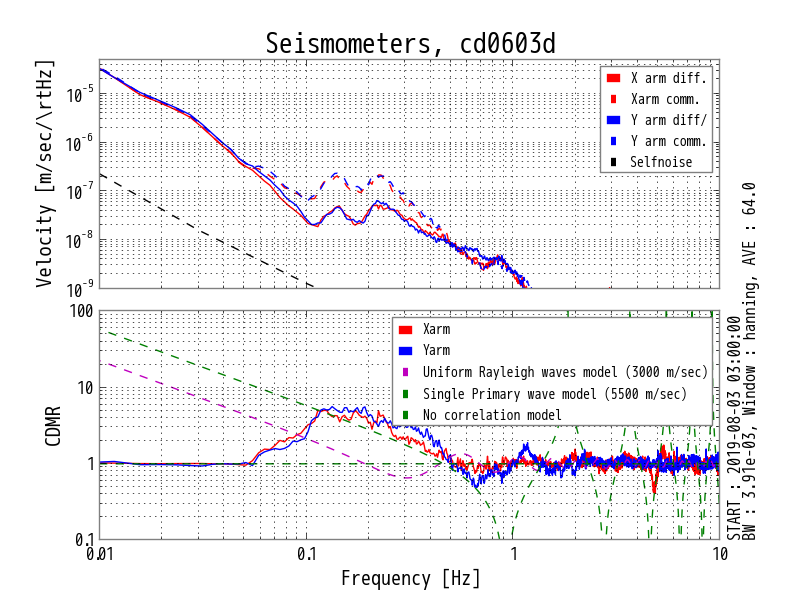 Seismometers, cd0603d
Velocity [m/sec/\rtHz]
10^-5
10^-6
10^-7
10^-8
10^-9
X arm diff.
Xarm comm.
Y arm diff/
Y arm comm.
Selfnoise
CDMR
100
10
1
0.1
Xarm
Yarm
Uniform Rayleigh waves model (3000 m/sec)
Single Primary wave model (5500 m/sec)
No correlation model
0.01 0.1 1 10
Frequency [Hz]
START : 2019-08-03 03:00:00
BW : 3.91e-03, Window : hanning, AVE : 64.0